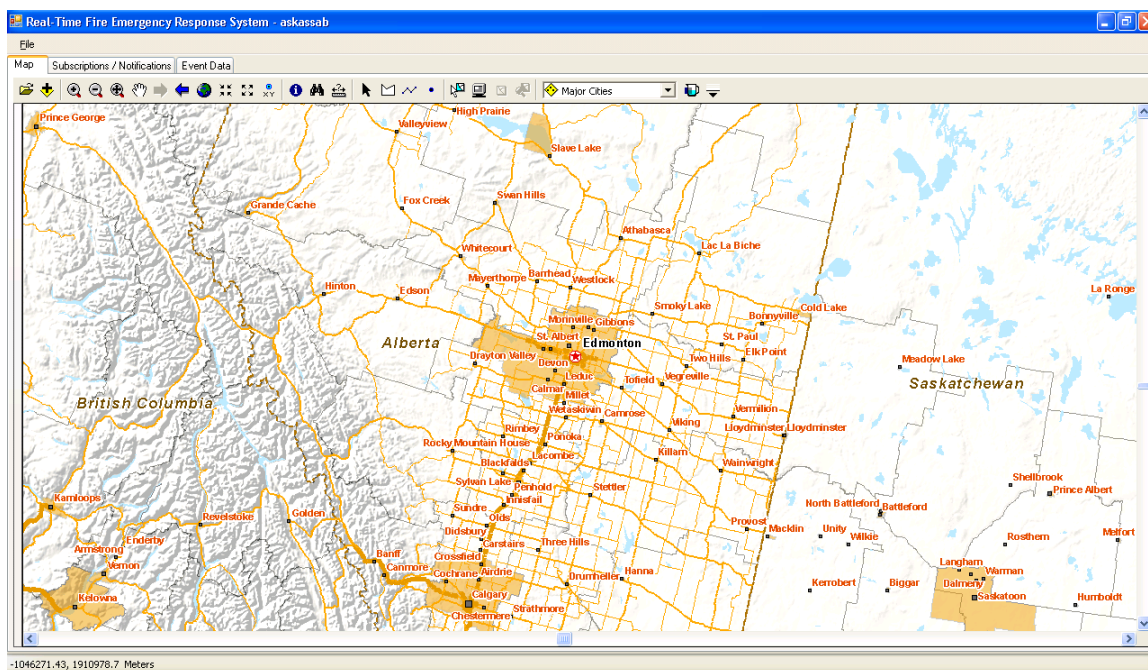 Real-Time Fire Emergency Response System - askassab
File
Map Subscriptions / Notifications Event Data
Major Cities
Prince George
High Prairie
Valleyview
Slave Lake
Swan Hills
Grande Cache
Fox Creek
Athabasca
Whitecourt
Lac La Biche
Mayerthorpe Barrhead Westlock
Hinton
Edson
La Ronge
Smoky Lake
Cold Lake
Bonnyville
Morinville Gibbons
St. Albert Edmonton
St. Paul
Alberta
Drayton Valley
Devon
Two Hills Elk Point
Meadow Lake
Leduc
Tofield Vegreville
Saskatchewan
Calmar Millet
British Columbia
Wetaskiwin Camrose
Vermilion
Viking
Lloydminster Lloydminster
Rimbey
Ponoka
Rocky Mountain House
Lacombe
Killam
Blackfalds
Wainwright
Sylvan Lake
Penhold
Stettler
Shellbrook
Prince Albert
Kamloops
Innisfail
North Battleford Battleford
Sundre
Revelstoke
Golden
Olds
Didsbury
Provost Macklin Unity
Wilkie
Melfort
Enderby
Armstrong
Carstairs Three Hills
Rosthern
Vernon
Banff
Crossfield
Canmore
Cochrane Airdrie
Drumheller Hanna
Langham
Warman
Kerrobert
Biggar
Dalmeny
Kelowna
Calgary
Saskatoon
Humboldt
Chestermere Strathmore
-1046271.43, 1910978.7 Meters